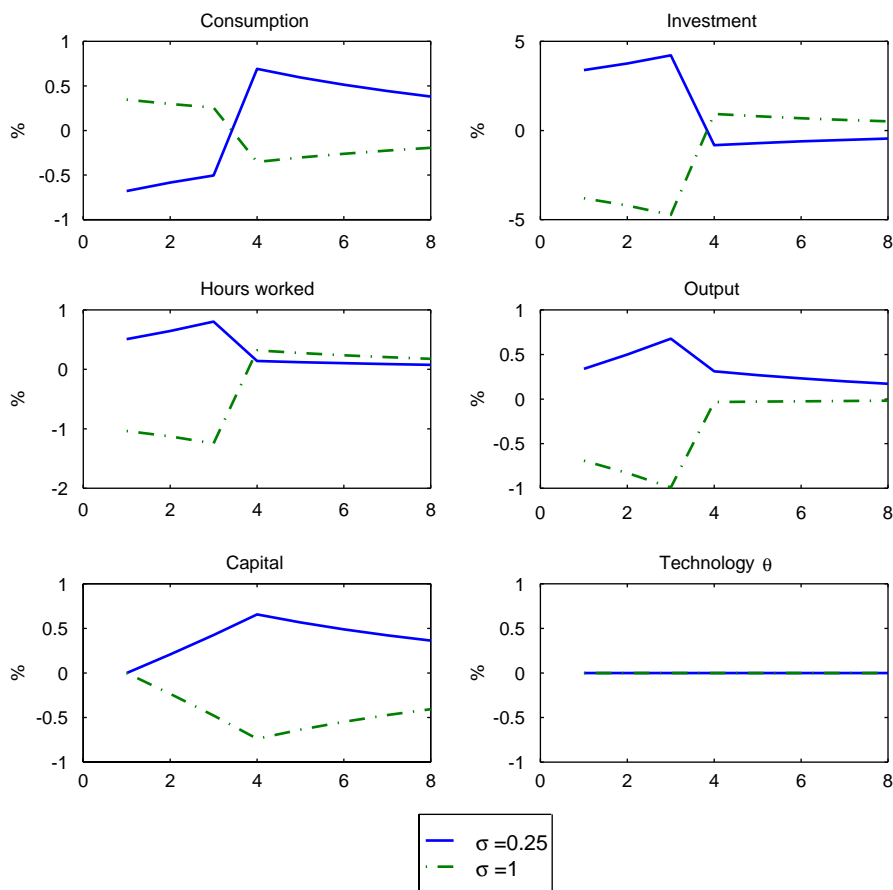 Consumption
1
0.5
0
-0.5
-1
%
0 2 4 6 8
Investment
5
0
-5
%
0 2 4 6 8
Hours worked
1
0
-1
-2
%
0 2 4 6 8
Output
1
0.5
0
-0.5
-1
%
0 2 4 6 8
Capital
1
0.5
0
-0.5
-1
%
0 2 4 6 8
Technology θ
1
0.5
0
-0.5
-1
%
0 2 4 6 8
σ =0.25
σ =1